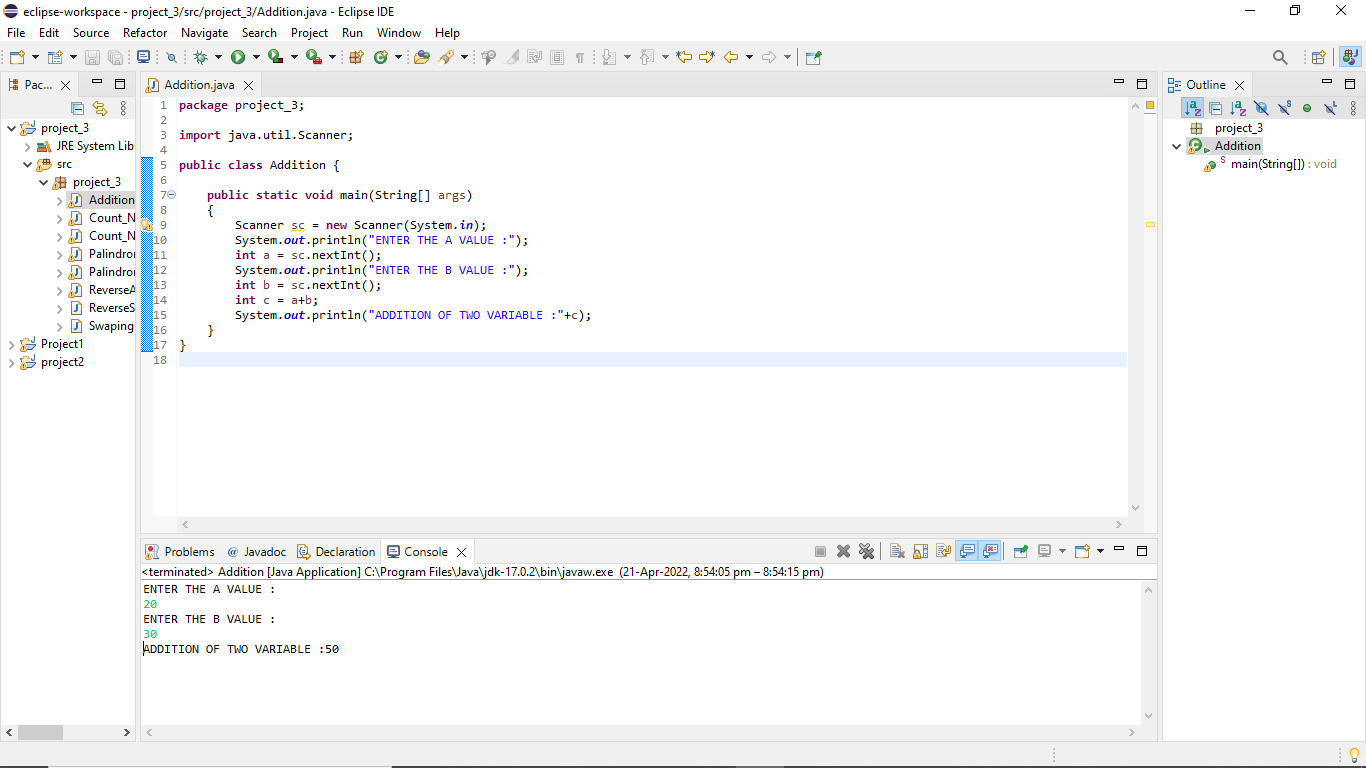 eclipse-workspace - project_3/src/project_3/Addition.java - Eclipse IDE
File Edit Source Refactor Navigate Search Project Run Window Help
Pac...
project_3
JRE System Lib
src
project_3
Addition
Count_N
Count_N
Palindro
Palindro
ReverseA
ReverseS
Swaping
Project1
project2
Addition.java
1 package project_3;
2
3 import java.util.Scanner;
4
5 public class Addition {
6
7 public static void main(String[] args)
8 {
9 Scanner sc = new Scanner(System.in);
10 System.out.println("ENTER THE A VALUE :");
11 int a = sc.nextInt();
12 System.out.println("ENTER THE B VALUE :");
13 int b = sc.nextInt();
14 int c = a+b;
15 System.out.println("ADDITION OF TWO VARIABLE :"+c);
16 }
17 }
18
Outline
project_3
Addition
main(String[]) : void
Problems @ Javadoc Declaration Console
<terminated> Addition [Java Application] C:\Program Files\Java\jdk-17.0.2\bin\javaw.exe (21-Apr-2022, 8:54:05 pm – 8:54:15 pm)
ENTER THE A VALUE :
20
ENTER THE B VALUE :
30
ADDITION OF TWO VARIABLE :50